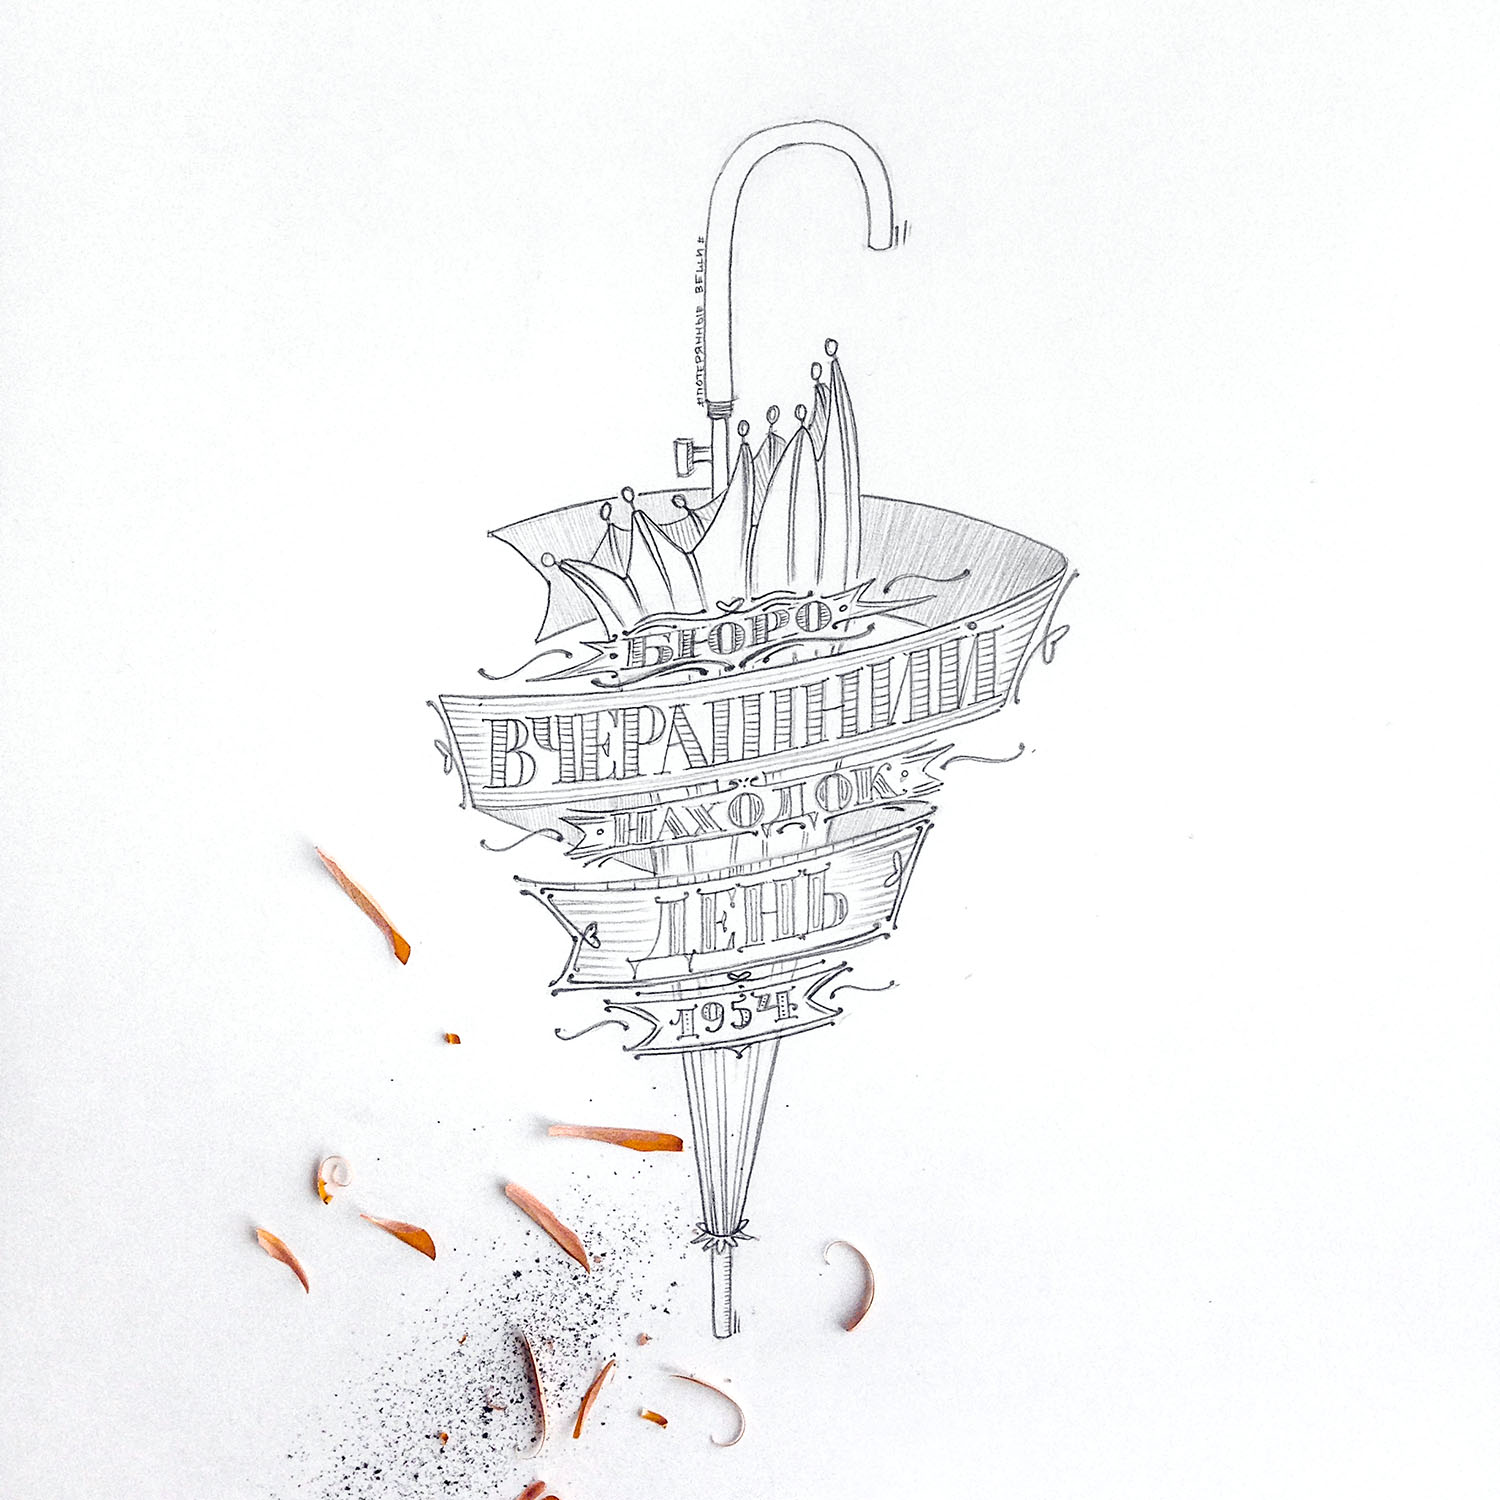 #ПОТЕРЯННЫЕ ВЕЩИ#
БЮРО
ВЧЕРАШНИЙ
НАХОДОК
ДЕНЬ
1954